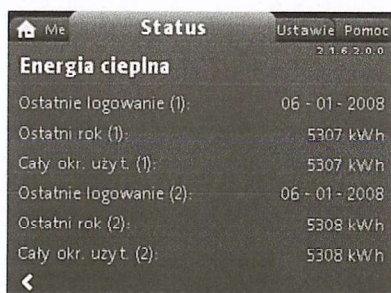 Me Status Ustawie Pomoc
2.1.6.2.0.0
Energia cieplna
Ostatnie logowanie (1): 06 - 01 - 2008
Ostatni rok (1): 5307 kWh
Cały okr. użyt. (1): 5307 kWh
Ostatnie logowanie (2): 06 - 01 - 2008
Ostatni rok (2): 5308 kWh
Cały okr. użyt. (2): 5308 kWh